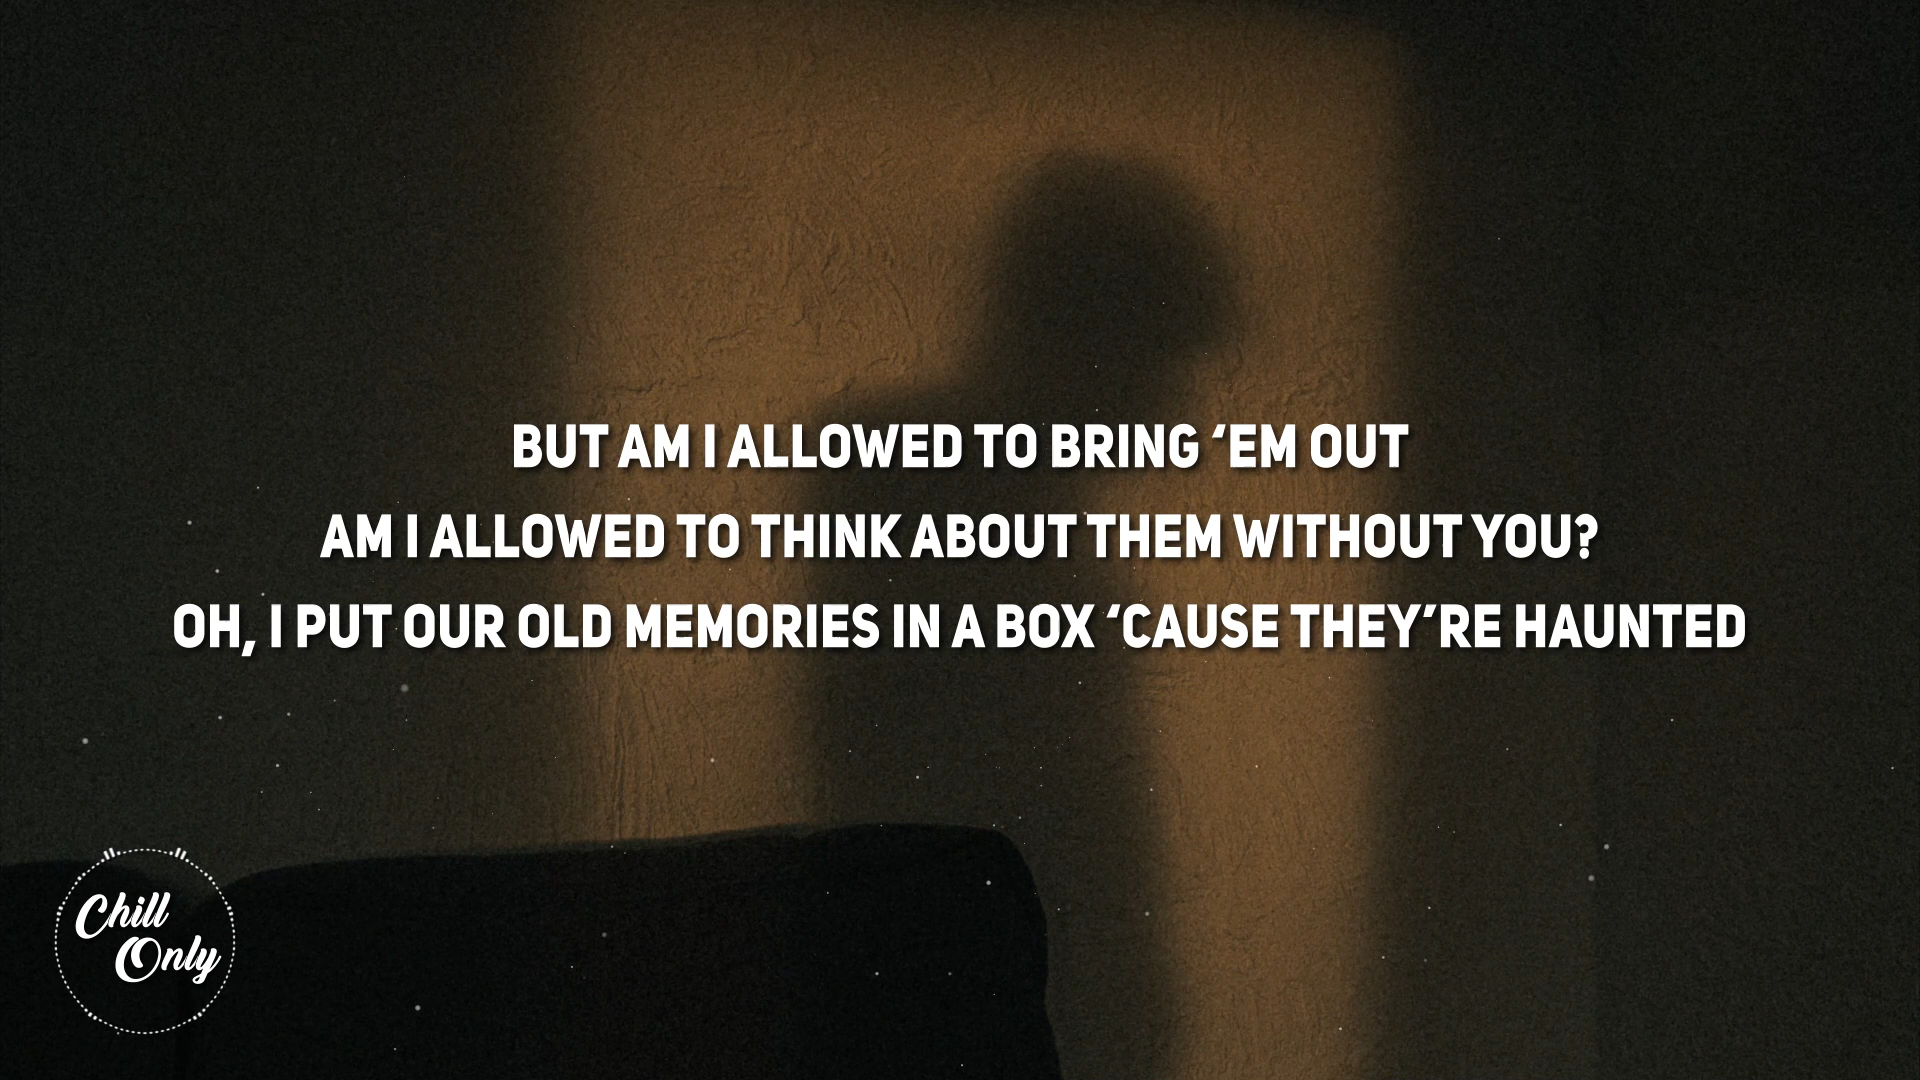 BUT AM I ALLOWED TO BRING ‘EM OUT
AM I ALLOWED TO THINK ABOUT THEM WITHOUT YOU?
OH, I PUT OUR OLD MEMORIES IN A BOX ‘CAUSE THEY’RE HAUNTED
Chill
Only